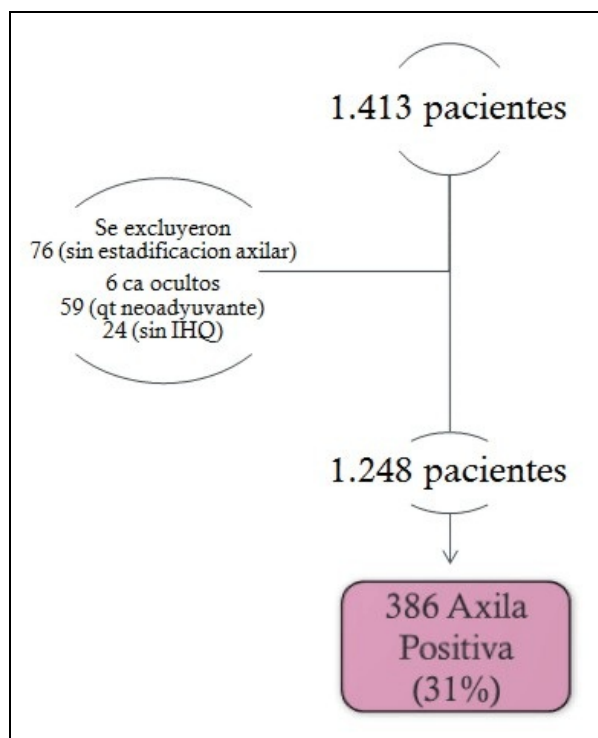 1.413 pacientes
Se excluyeron
76 (sin estadificacion axilar)
6 ca ocultos
59 (qt neoadyuvante)
24 (sin IHQ)
1.248 pacientes
386 Axila
Positiva
(31%)